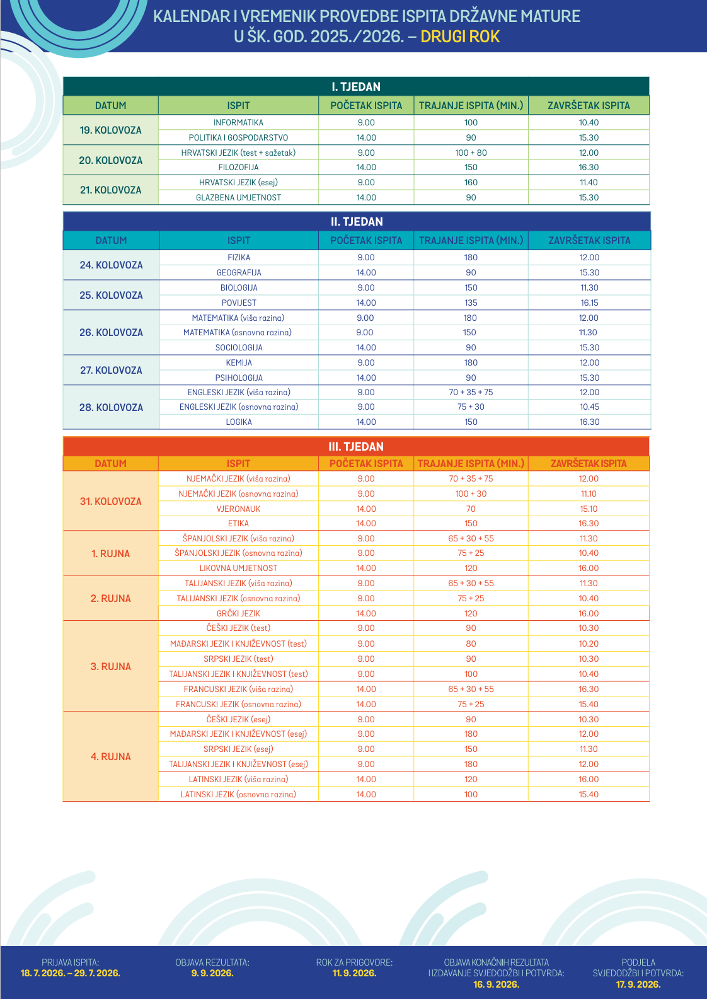 KALENDAR I VREMENIK PROVEDBE ISPITA DRŽAVNE MATURE
U ŠK. GOD. 2025./2026. – DRUGI ROK
I. TJEDAN
DATUM ISPIT POČETAK ISPITA TRAJANJE ISPITA (MIN.) ZAVRŠETAK ISPITA
19. KOLOVOZA
INFORMATIKA 9.00 100 10.40
POLITIKA I GOSPODARSTVO 14.00 90 15.30
20. KOLOVOZA
HRVATSKI JEZIK (test + sažetak) 9.00 100 + 80 12.00
FILOZOFIJA 14.00 150 16.30
21. KOLOVOZA
HRVATSKI JEZIK (esej) 9.00 160 11.40
GLAZBENA UMJETNOST 14.00 90 15.30
II. TJEDAN
DATUM ISPIT POČETAK ISPITA TRAJANJE ISPITA (MIN.) ZAVRŠETAK ISPITA
24. KOLOVOZA
FIZIKA 9.00 180 12.00
GEOGRAFIJA 14.00 90 15.30
25. KOLOVOZA
BIOLOGIJA 9.00 150 11.30
POVIJEST 14.00 135 16.15
26. KOLOVOZA
MATEMATIKA (viša razina) 9.00 180 12.00
MATEMATIKA (osnovna razina) 9.00 150 11.30
SOCIOLOGIJA 14.00 90 15.30
27. KOLOVOZA
KEMIJA 9.00 180 12.00
PSIHOLOGIJA 14.00 90 15.30
28. KOLOVOZA
ENGLESKI JEZIK (viša razina) 9.00 70 + 35 + 75 12.00
ENGLESKI JEZIK (osnovna razina) 9.00 75 + 30 10.45
LOGIKA 14.00 150 16.30
III. TJEDAN
DATUM ISPIT POČETAK ISPITA TRAJANJE ISPITA (MIN.) ZAVRŠETAK ISPITA
31. KOLOVOZA
NJEMAČKI JEZIK (viša razina) 9.00 70 + 35 + 75 12.00
NJEMAČKI JEZIK (osnovna razina) 9.00 100 + 30 11.10
VJERONAUK 14.00 70 15.10
ETIKA 14.00 150 16.30
1. RUJNA
ŠPANJOLSKI JEZIK (viša razina) 9.00 65 + 30 + 55 11.30
ŠPANJOLSKI JEZIK (osnovna razina) 9.00 75 + 25 10.40
LIKOVNA UMJETNOST 14.00 120 16.00
2. RUJNA
TALIJANSKI JEZIK (viša razina) 9.00 65 + 30 + 55 11.30
TALIJANSKI JEZIK (osnovna razina) 9.00 75 + 25 10.40
GRČKI JEZIK 14.00 120 16.00
3. RUJNA
ČEŠKI JEZIK (test) 9.00 90 10.30
MAĐARSKI JEZIK I KNJIŽEVNOST (test) 9.00 80 10.20
SRPSKI JEZIK (test) 9.00 90 10.30
TALIJANSKI JEZIK I KNJIŽEVNOST (test) 9.00 100 10.40
FRANCUSKI JEZIK (viša razina) 14.00 65 + 30 + 55 16.30
FRANCUSKI JEZIK (osnovna razina) 14.00 75 + 25 15.40
4. RUJNA
ČEŠKI JEZIK (esej) 9.00 90 10.30
MAĐARSKI JEZIK I KNJIŽEVNOST (esej) 9.00 180 12.00
SRPSKI JEZIK (esej) 9.00 150 11.30
TALIJANSKI JEZIK I KNJIŽEVNOST (esej) 9.00 180 12.00
LATINSKI JEZIK (viša razina) 14.00 120 16.00
LATINSKI JEZIK (osnovna razina) 14.00 100 15.40
PRIJAVA ISPITA:
18. 7. 2026. – 29. 7. 2026.
OBJAVA REZULTATA:
9. 9. 2026.
ROK ZA PRIGOVORE:
11. 9. 2026.
OBJAVA KONAČNIH REZULTATA
I IZDAVANJE SVJEDODŽBI I POTVRDA:
16. 9. 2026.
PODJELA
SVJEDODŽBI I POTVRDA:
17. 9. 2026.